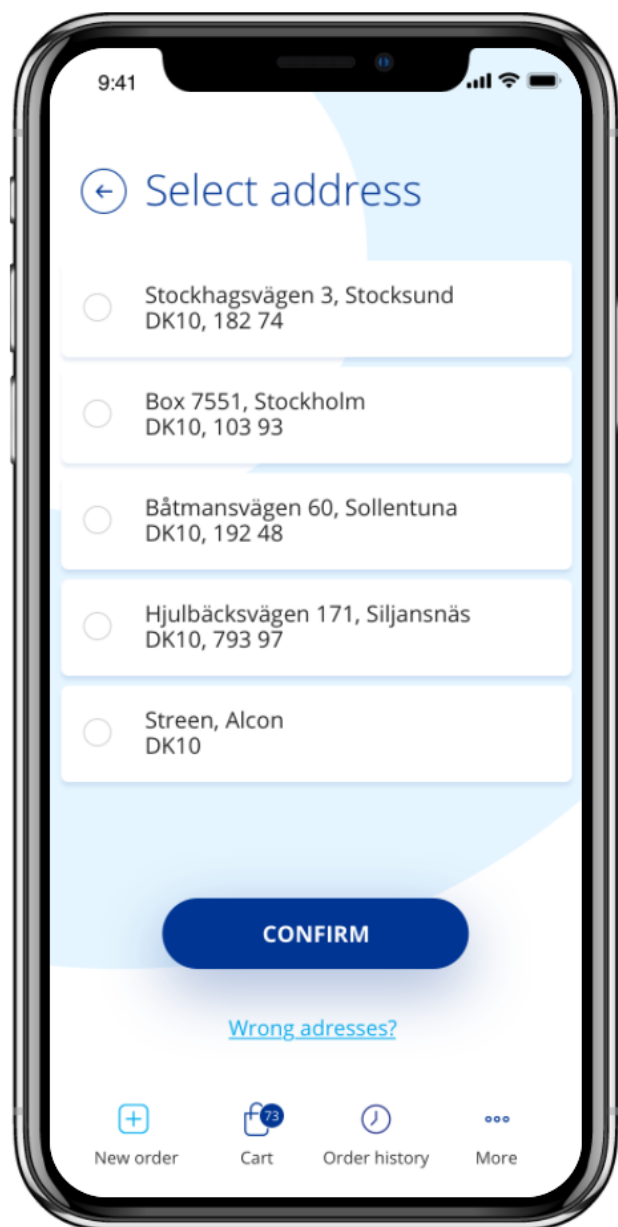 9:41
Select address
Stockhagsvägen 3, Stocksund
DK10, 182 74
Box 7551, Stockholm
DK10, 103 93
Båtmansvägen 60, Sollentuna
DK10, 192 48
Hjulbäcksvägen 171, Siljansnäs
DK10, 793 97
Streen, Alcon
DK10
CONFIRM
Wrong adresses?
73
New order Cart Order history More